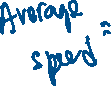 Average
speed =